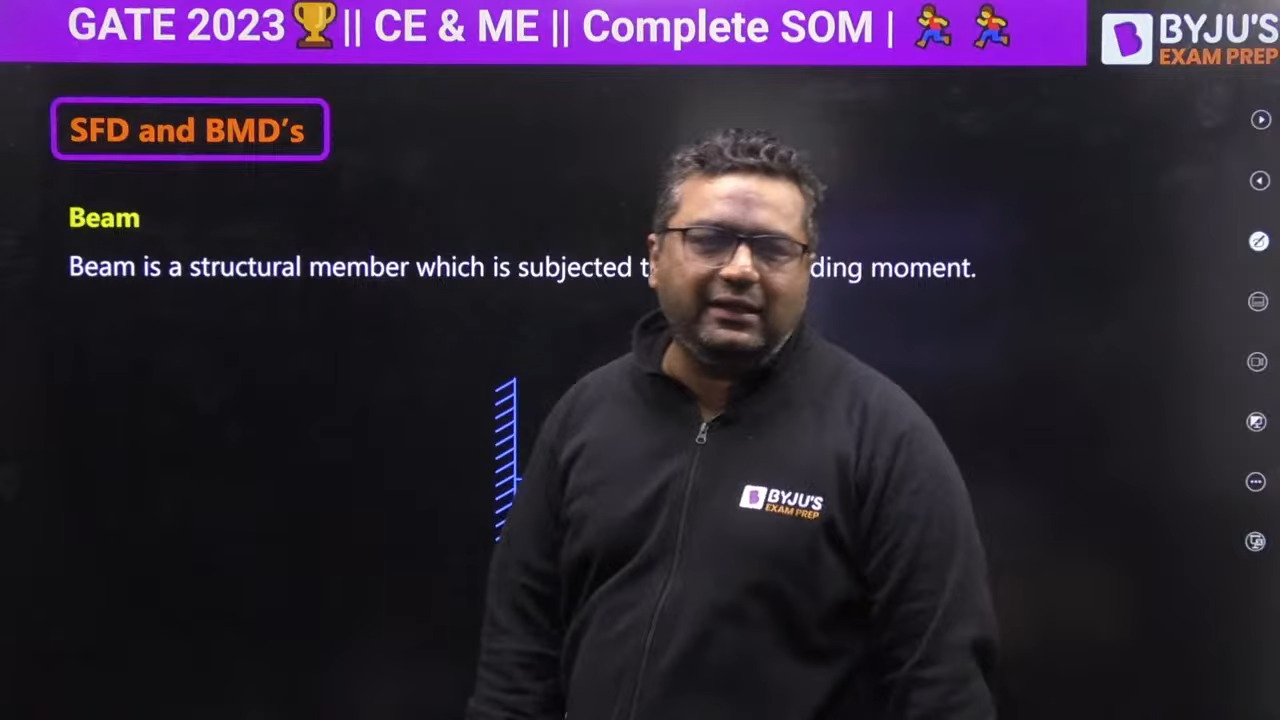 GATE 2023🏆|| CE & ME || Complete SOM | 🏃 🏃
BYJU'S
EXAM PREP
SFD and BMD's
Beam
Beam is a structural member which is subjected moment.
BYJU'S
EXAM PREP